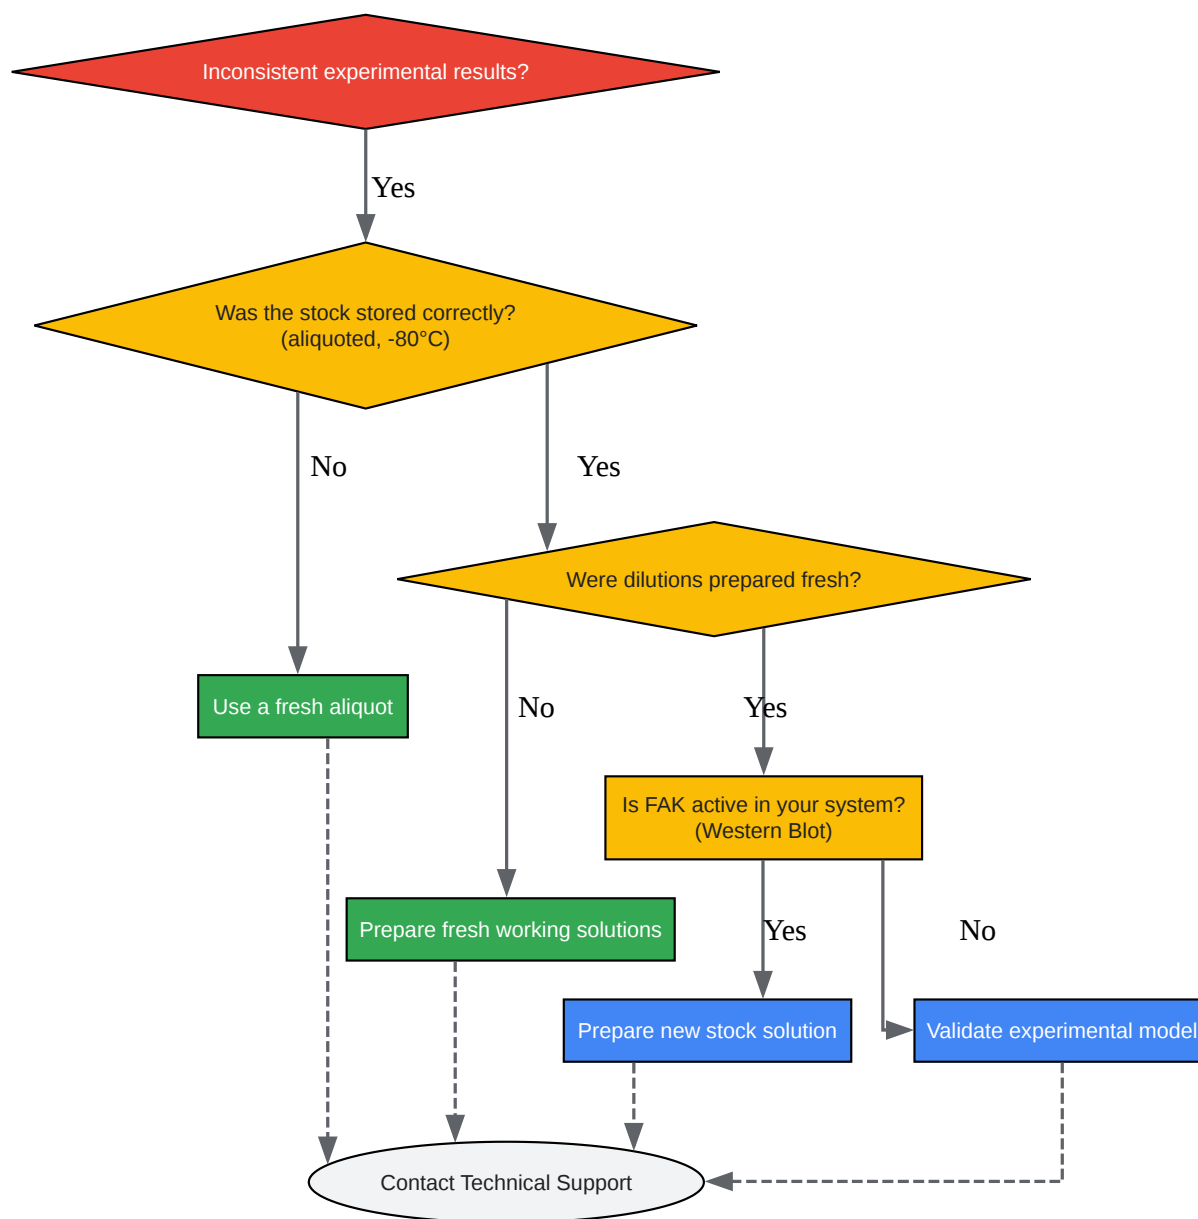 Inconsistent experimental results?
Yes
Was the stock stored correctly?
(aliquoted, -80°C)
No
Yes
Were dilutions prepared fresh?
Use a fresh aliquot
No
Yes
Is FAK active in your system?
(Western Blot)
Prepare fresh working solutions
Yes
No
Prepare new stock solution
Validate experimental model
Contact Technical Support